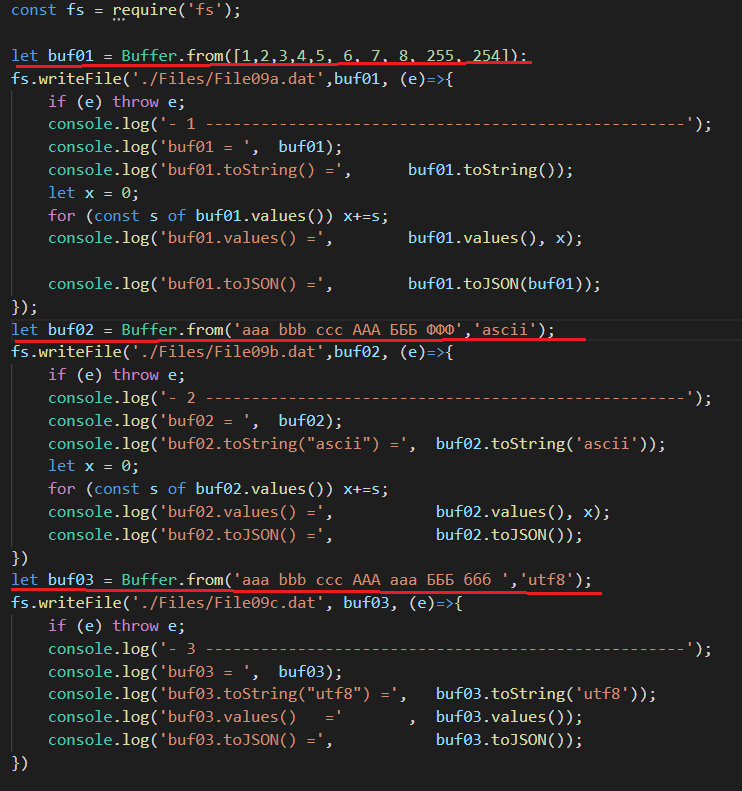 const fs = require('fs');

let buf01 = Buffer.from([1,2,3,4,5, 6, 7, 8, 255, 254]);
fs.writeFile('./Files/File09a.dat',buf01, (e)=>{
    if (e) throw e;
    console.log('- 1 ----------------------------------------------------');
    console.log('buf01 = ',  buf01);
    console.log('buf01.toString() =',      buf01.toString());
    let x = 0;
    for (const s of buf01.values()) x+=s;
    console.log('buf01.values() =',        buf01.values(), x);

    console.log('buf01.toJSON() =',        buf01.toJSON(buf01));
});
let buf02 = Buffer.from('aaa bbb ccc AAA БББ ФФФ','ascii');
fs.writeFile('./Files/File09b.dat',buf02, (e)=>{
    if (e) throw e;
    console.log('- 2 ----------------------------------------------------');
    console.log('buf02 = ',  buf02);
    console.log('buf02.toString("ascii") =',  buf02.toString('ascii'));
    let x = 0;
    for (const s of buf02.values()) x+=s;
    console.log('buf02.values() =',           buf02.values(), x);
    console.log('buf02.toJSON() =',           buf02.toJSON());
})
let buf03 = Buffer.from('aaa bbb ccc AAA aaa БББ ббб ','utf8');
fs.writeFile('./Files/File09c.dat', buf03, (e)=>{
    if (e) throw e;
    console.log('- 3 ----------------------------------------------------');
    console.log('buf03 = ',  buf03);
    console.log('buf03.toString("utf8") =',   buf03.toString('utf8'));
    console.log('buf03.values()   ='       ,  buf03.values());
    console.log('buf03.toJSON() =',           buf03.toJSON());
})